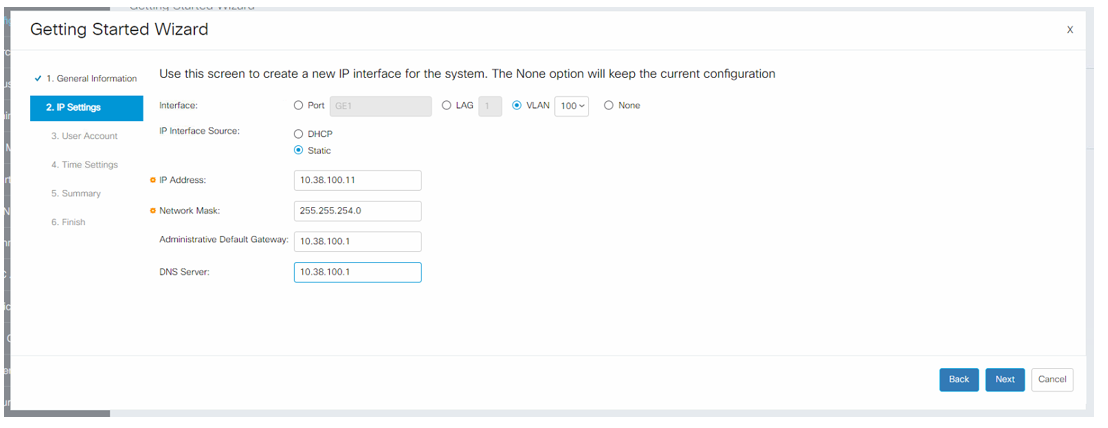 Getting Started Wizard
Getting Started Wizard
X
1. General Information
2. IP Settings
3. User Account
4. Time Settings
5. Summary
6. Finish
Use this screen to create a new IP interface for the system. The None option will keep the current configuration
Interface: Port GE1 LAG 1 VLAN 100 None
IP Interface Source: DHCP
Static
IP Address: 10.38.100.11
Network Mask: 255.255.254.0
Administrative Default Gateway: 10.38.100.1
DNS Server: 10.38.100.1
Back Next Cancel